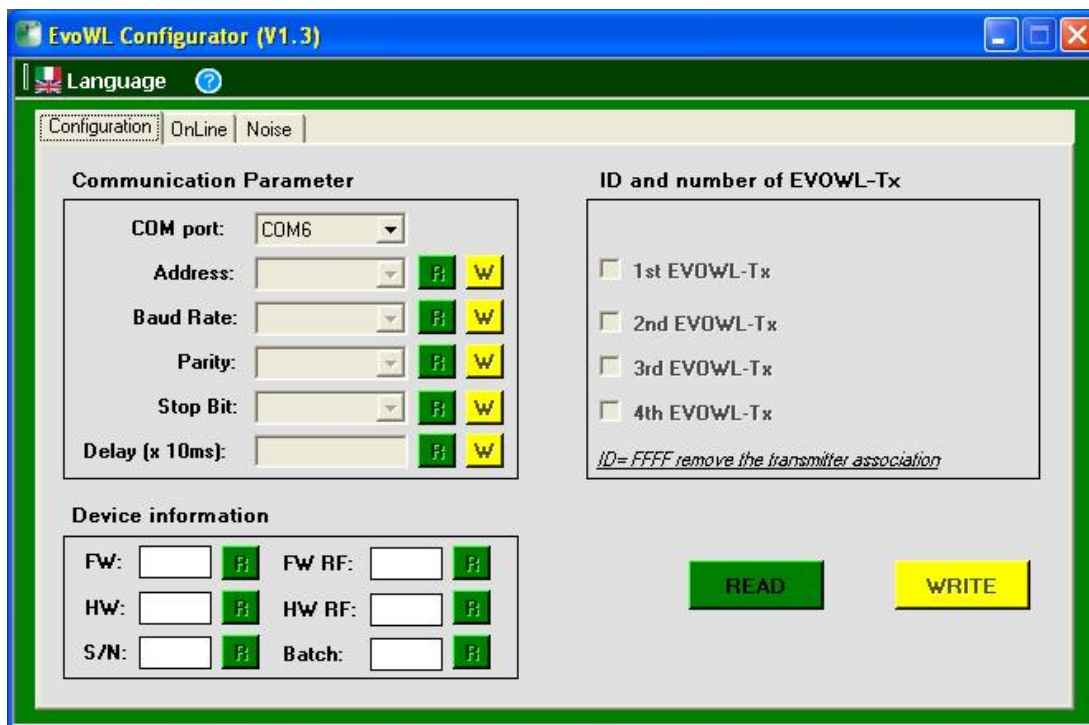 EvoWL Configurator (V1.3)
Language ?
Configuration OnLine Noise
Communication Parameter
COM port: COM6
Address: R W
Baud Rate: R W
Parity: R W
Stop Bit: R W
Delay (x 10ms): R W
ID and number of EVOWL-Tx
1st EVOWL-Tx
2nd EVOWL-Tx
3rd EVOWL-Tx
4th EVOWL-Tx
ID= FFFF remove the transmitter association
Device information
FW: R FW RF: R
HW: R HW RF: R
S/N: R Batch: R
READ WRITE